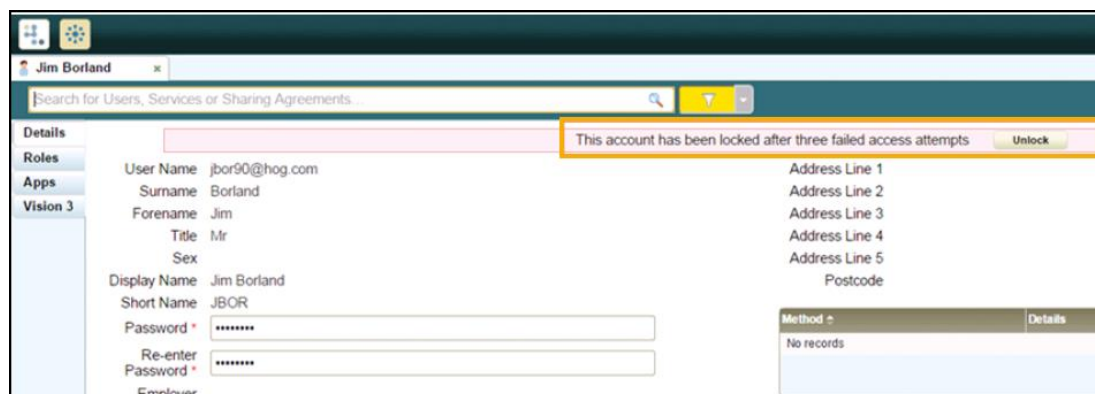 Jim Borland
Search for Users, Services or Sharing Agreements...
Details
Roles
Apps
Vision 3
This account has been locked after three failed access attempts Unlock
User Name jbor90@hog.com
Surname Borland
Forename Jim
Title Mr
Sex
Display Name Jim Borland
Short Name JBOR
Password * ••••••••
Re-enter
Password * ••••••••
Employer
Address Line 1
Address Line 2
Address Line 3
Address Line 4
Address Line 5
Postcode
Method Details
No records